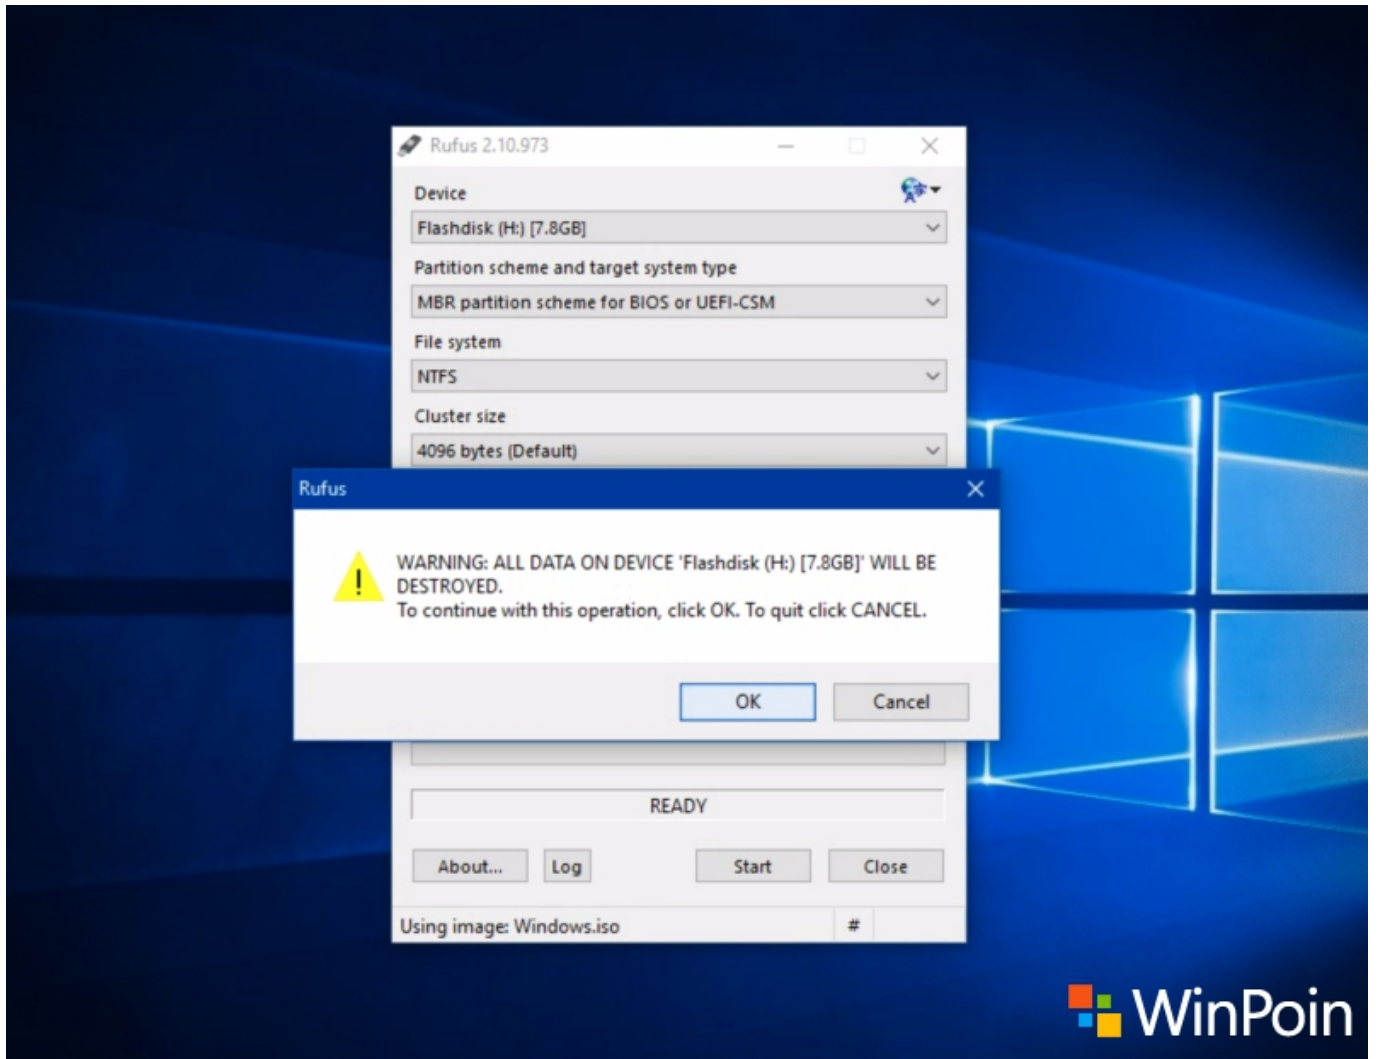 Rufus 2.10.973
Device
Flashdisk (H:) [7.8GB]
Partition scheme and target system type
MBR partition scheme for BIOS or UEFI-CSM
File system
NTFS
Cluster size
4096 bytes (Default)
Rufus
WARNING: ALL DATA ON DEVICE 'Flashdisk (H:) [7.8GB]' WILL BE
DESTROYED.
To continue with this operation, click OK. To quit click CANCEL.
OK Cancel
READY
About... Log Start Close
Using image: Windows.iso #
WinPoin